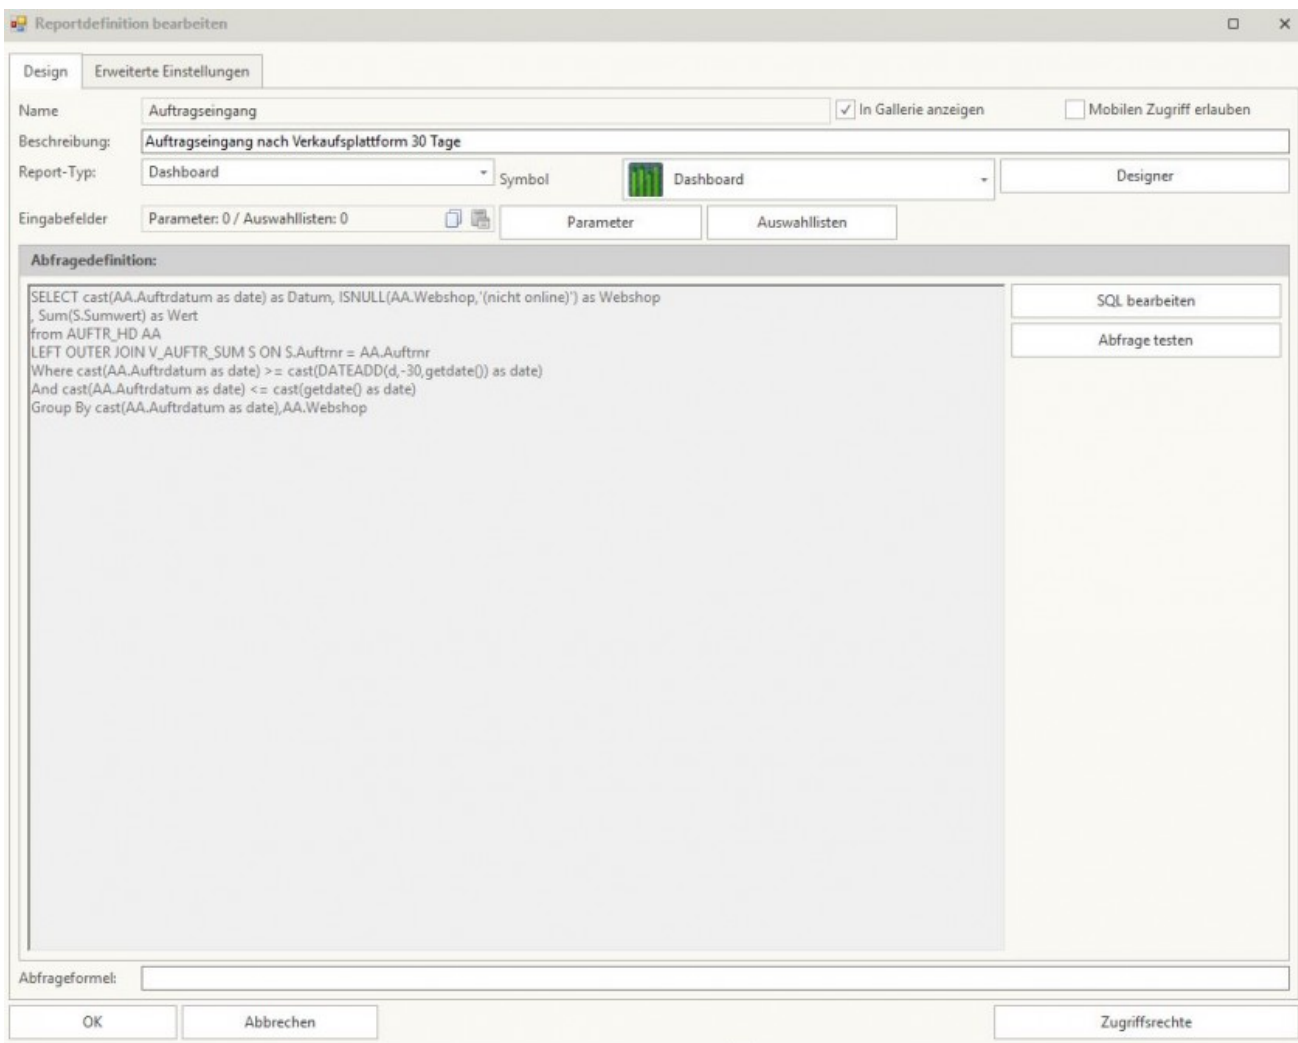 Reportdefinition bearbeiten
Design Erweiterte Einstellungen
Name Auftragseingang In Gallerie anzeigen Mobilen Zugriff erlauben
Beschreibung: Auftragseingang nach Verkaufsplattform 30 Tage
Report-Typ: Dashboard Symbol Dashboard Designer
Eingabefelder Parameter: 0 / Auswahllisten: 0 Parameter Auswahllisten
Abfragedefinition:
SELECT cast(AA.Auftrdatum as date) as Datum, ISNULL(AA.Webshop,'(nicht online)') as Webshop
, Sum(S.Sumwert) as Wert
from AUFTR_HD AA
LEFT OUTER JOIN V_AUFTR_SUM S ON S.Auftrnr = AA.Auftrnr
Where cast(AA.Auftrdatum as date) >= cast(DATEADD(d,-30,getdate()) as date)
And cast(AA.Auftrdatum as date) <= cast(getdate() as date)
Group By cast(AA.Auftrdatum as date),AA.Webshop
SQL bearbeiten
Abfrage testen
Abfrageformel:
OK Abbrechen Zugriffsrechte